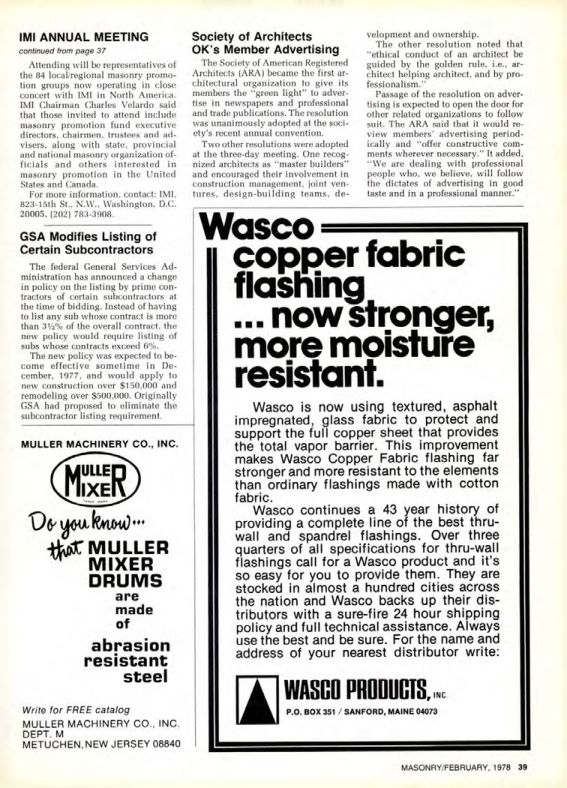 IMI ANNUAL MEETING
continued from page 37
Attending will be representatives of
the 84 local/regional masonry promo-
tion groups now operating in close
concert with IMI in North America.
IMI Chairman Charles Velardo said
that those invited to attend include
masonry promotion fund executive
directors, chairmen, trustees and ad-
visers, along with state, provincial
and national masonry organization of-
ficials and others interested in
masonry promotion in the United
States and Canada.
For more information, contact: IMI,
823-15th St., N.W., Washington, D.C.
20005, (202) 783-3908.
GSA Modifies Listing of
Certain Subcontractors
The federal General Services Ad-
ministration has announced a change
in policy on the listing by prime con-
tractors of certain subcontractors at
the time of bidding. Instead of having
to list any sub whose contract is more
than 3½% of the overall contract, the
new policy would require listing of
subs whose contracts exceed 6%.
The new policy was expected to be-
come effective sometime in De-
cember, 1977, and would apply to
new construction over $150,000 and
remodeling over $500,000. Originally
GSA had proposed to eliminate the
subcontractor listing requirement.
MULLER MACHINERY CO., INC.
MULLER
MIXER
TRADE MARK
Do you know...
that MULLER
MIXER
DRUMS
are
made
of
abrasion
resistant
steel
Write for FREE catalog
MULLER MACHINERY CO., INC.
DEPT. M
METUCHEN, NEW JERSEY 08840
Society of Architects
OK's Member Advertising
The Society of American Registered
Architects (ARA) became the first ar-
chitectural organization to give its
members the "green light" to adver-
tise in newspapers and professional
and trade publications. The resolution
was unanimously adopted at the soci-
ety's recent annual convention.
Two other resolutions were adopted
at the three-day meeting. One recog-
nized architects as "master builders"
and encouraged their involvement in
construction management, joint ven-
tures, design-building teams, de-
velopment and ownership.
The other resolution noted that
"ethical conduct of an architect be
guided by the golden rule, i.e., ar-
chitect helping architect, and by pro-
fessionalism."
Passage of the resolution on adver-
tising is expected to open the door for
other related organizations to follow
suit. The ARA said that it would re-
view members' advertising period-
ically and "offer constructive com-
ments wherever necessary." It added,
"We are dealing with professional
people who, we believe, will follow
the dictates of advertising in good
taste and in a professional manner."
Wasco
copper fabric
flashing
... now stronger,
more moisture
resistant.
Wasco is now using textured, asphalt
impregnated, glass fabric to protect and
support the full copper sheet that provides
the total vapor barrier. This improvement
makes Wasco Copper Fabric flashing far
stronger and more resistant to the elements
than ordinary flashings made with cotton
fabric.
Wasco continues a 43 year history of
providing a complete line of the best thru-
wall and spandrel flashings. Over three
quarters of all specifications for thru-wall
flashings call for a Wasco product and it's
so easy for you to provide them. They are
stocked in almost a hundred cities across
the nation and Wasco backs up their dis-
tributors with a sure-fire 24 hour shipping
policy and full technical assistance. Always
use the best and be sure. For the name and
address of your nearest distributor write:
WASCO PRODUCTS, INC.
P.O. BOX 351 / SANFORD, MAINE 04073
MASONRY/FEBRUARY, 1978 39